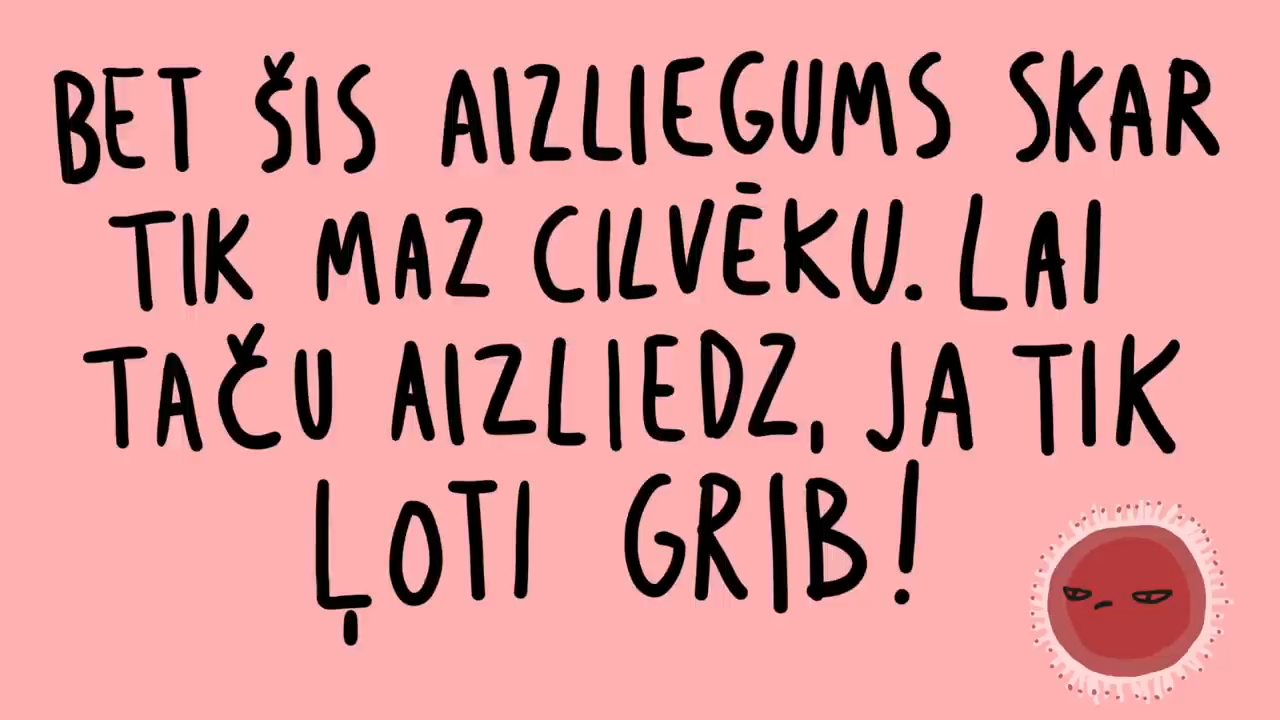 BET ŠIS AIZLIEGUMS SKAR
TIK MAZ CILVĒKU. LAI
TAČU AIZLIEDZ, JA TIK
ĻOTI GRIB!